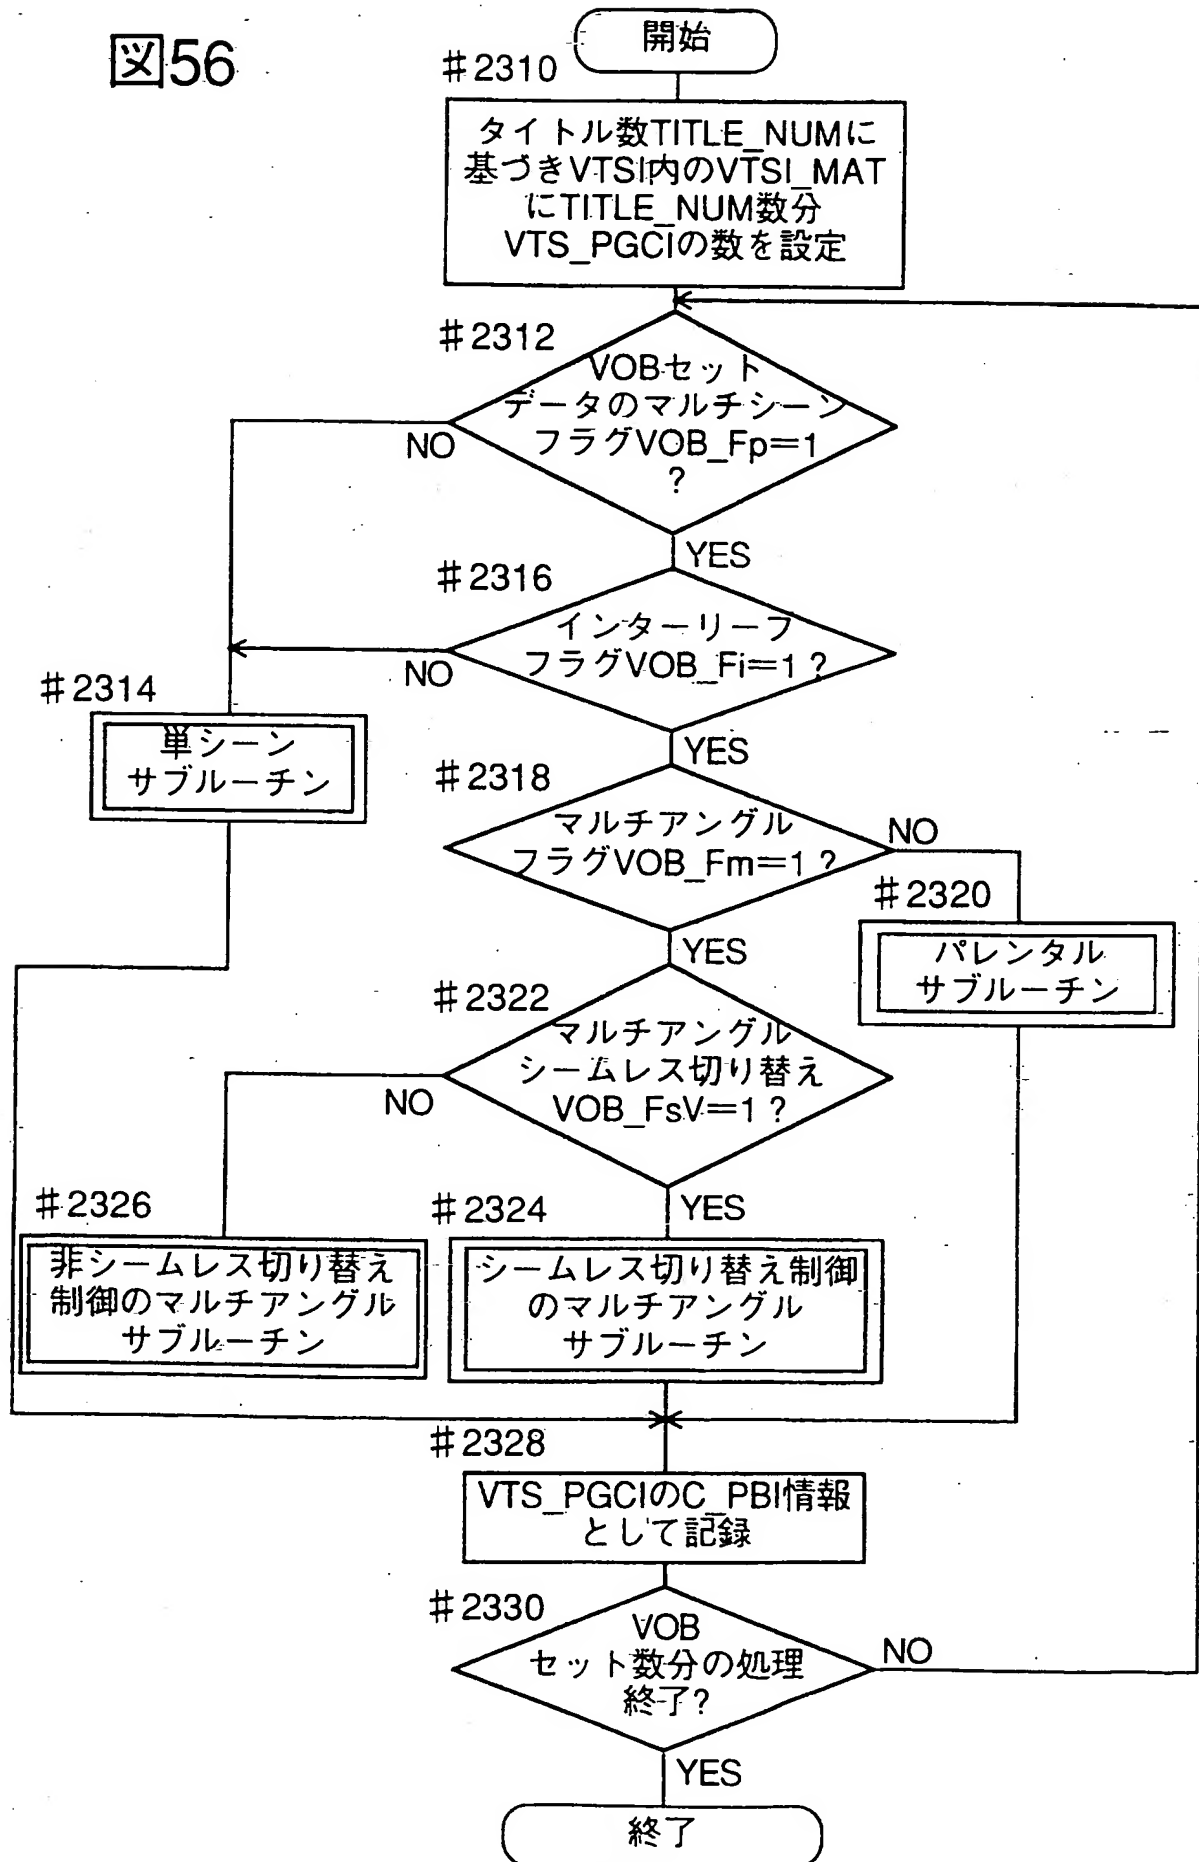 図56
開始
#2310
タイトル数TITLE_NUMに
基づきVTSI内のVTSI_MAT
にTITLE_NUM数分
VTS_PGCIの数を設定
#2312
VOBセット
データのマルチシーン
フラグVOB_Fp=1
?
NO
YES
#2316
インターリーフ
フラグVOB_Fi=1?
NO
YES
#2314
単シーン
サブルーチン
#2318
マルチアングル
フラグVOB_Fm=1?
NO
YES
#2320
パレンタル
サブルーチン
#2322
マルチアングル
シームレス切り替え
VOB_FsV=1?
NO
YES
#2326
非シームレス切り替え
制御のマルチアングル
サブルーチン
#2324
シームレス切り替え制御
のマルチアングル
サブルーチン
#2328
VTS_PGCIのC_PBI情報
として記録
#2330
VOB
セット数分の処理
終了?
NO
YES
終了